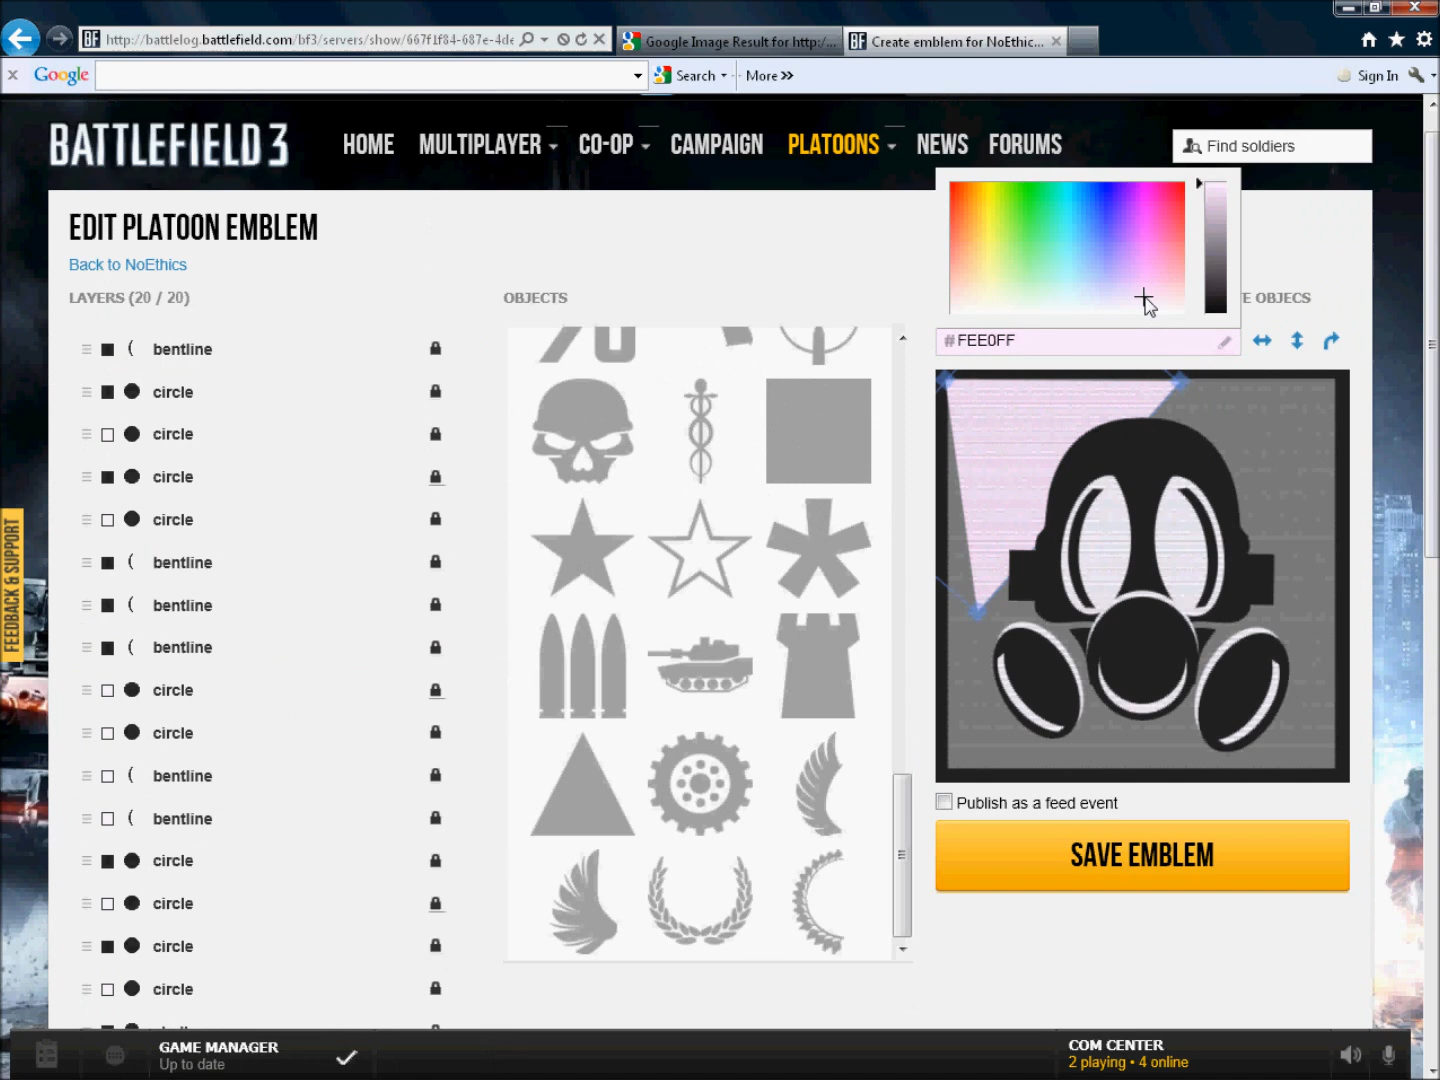 BF http://battlelog.battlefield.com/bf3/servers/show/667f1f84-687e-4de
Google Image Result for http:/...
BF Create emblem for NoEthic...
x Google Search More »
Sign In
BATTLEFIELD 3
HOME MULTIPLAYER CO-OP CAMPAIGN PLATOONS NEWS FORUMS
Find soldiers
EDIT PLATOON EMBLEM
Back to NoEthics
LAYERS (20 / 20)
OBJECTS
E OBJECS
#FEE0FF
bentline
circle
circle
circle
circle
bentline
bentline
bentline
circle
circle
bentline
bentline
circle
circle
circle
circle
FEEDBACK & SUPPORT
Publish as a feed event
SAVE EMBLEM
GAME MANAGER
Up to date
COM CENTER
2 playing • 4 online